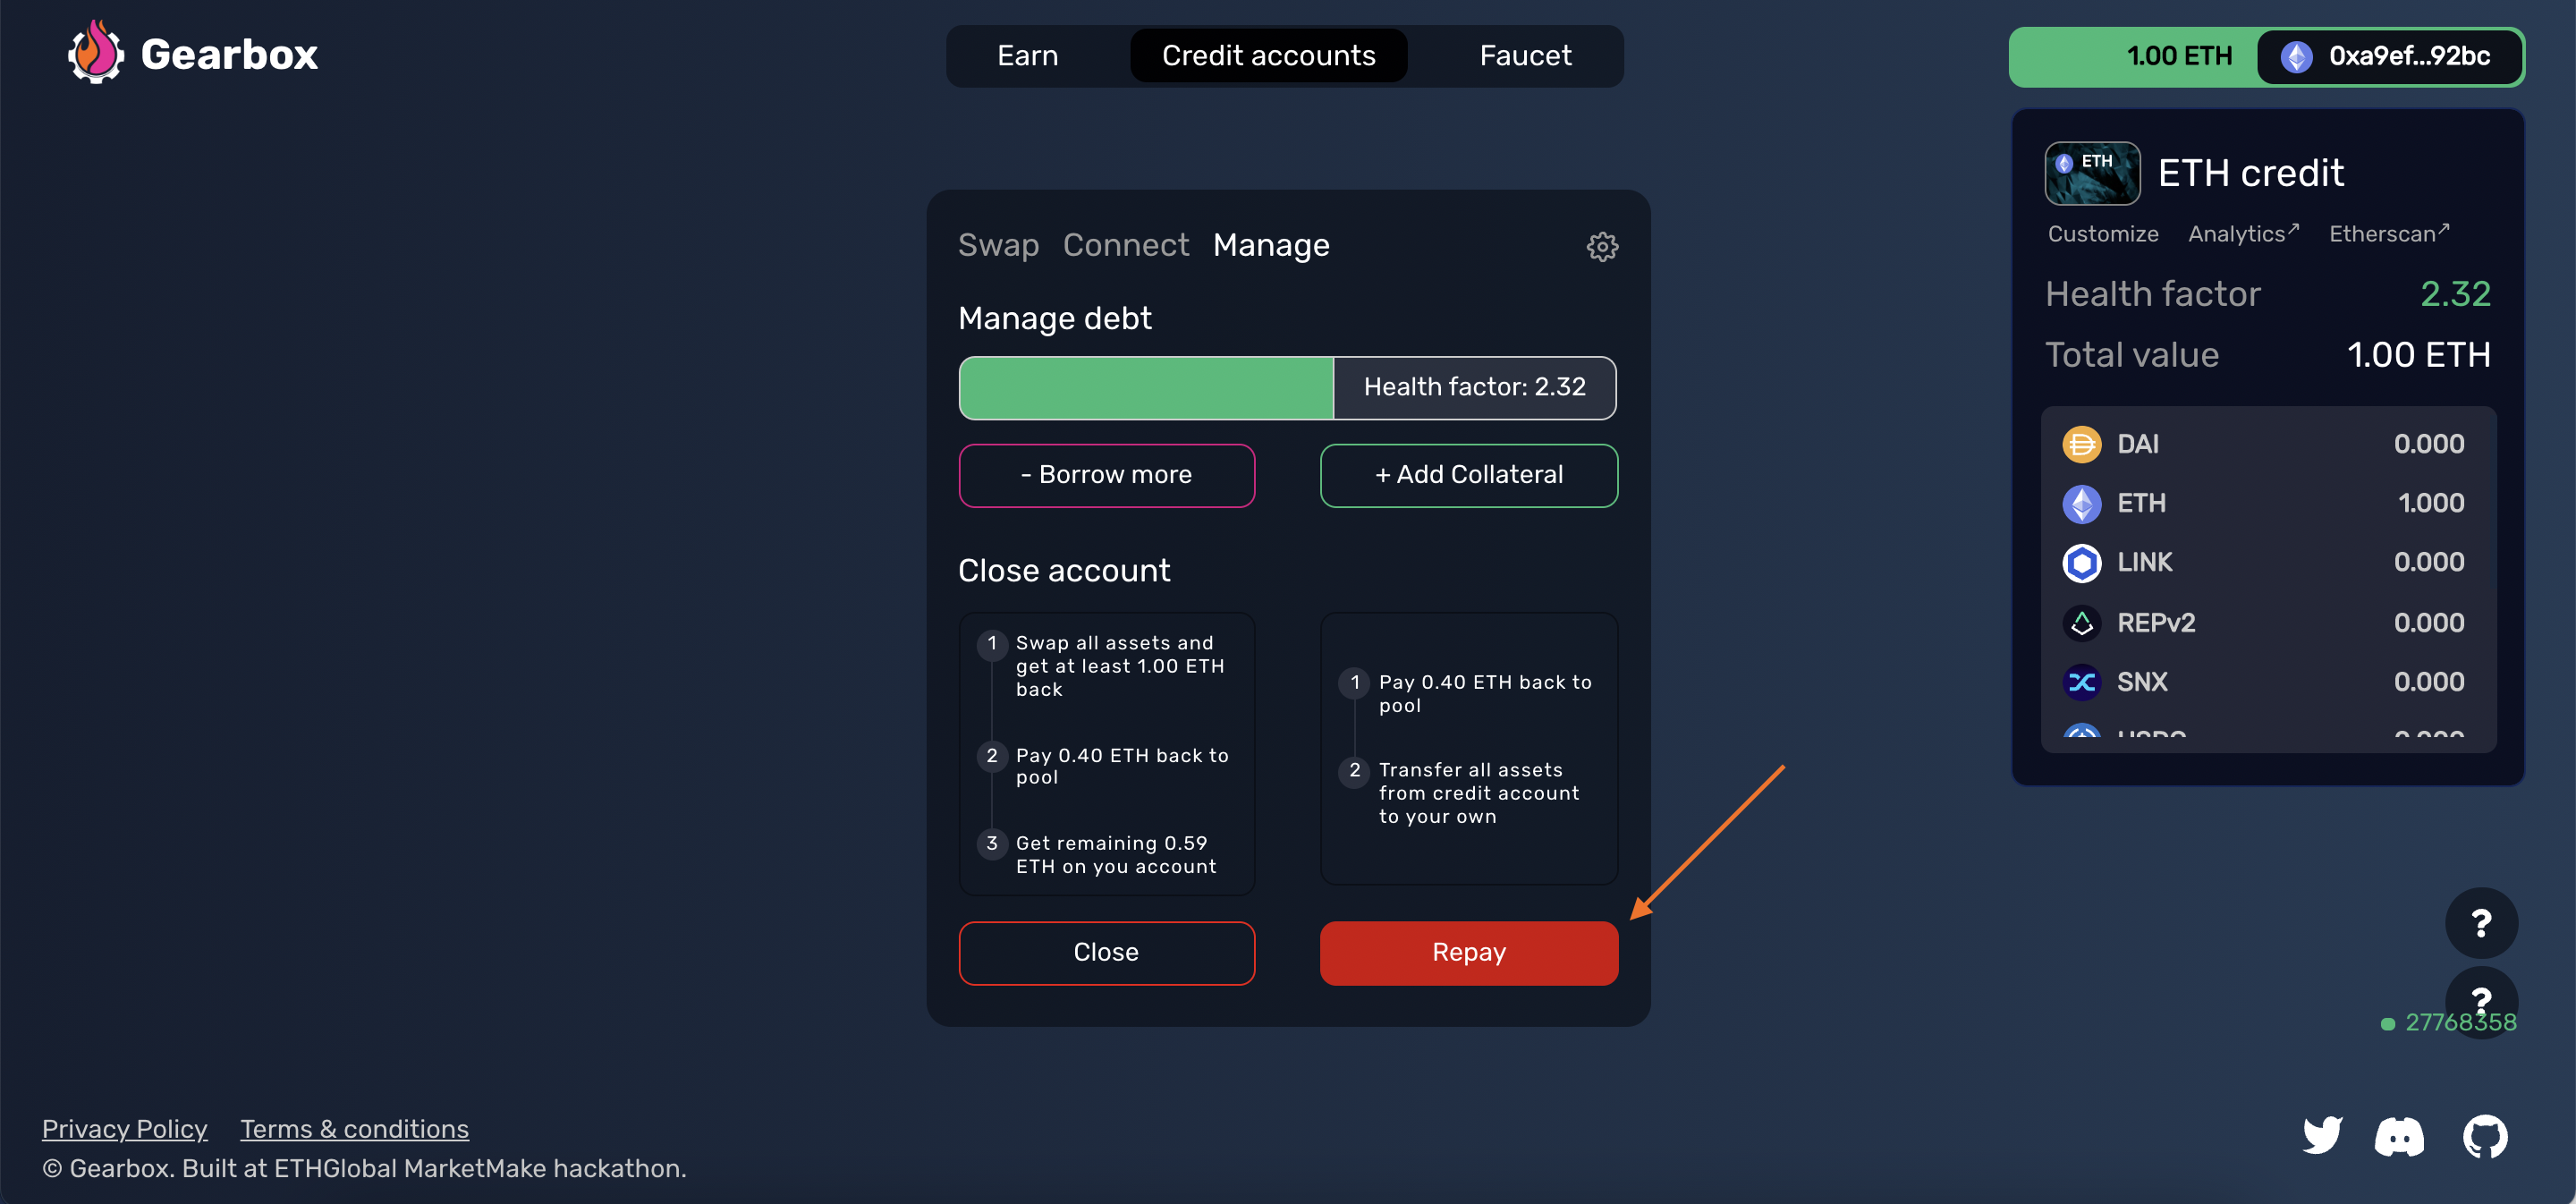 Gearbox
Earn
Credit accounts
Faucet
1.00 ETH
0xa9ef...92bc
Swap
Connect
Manage
Manage debt
Health factor: 2.32
- Borrow more
+ Add Collateral
Close account
1
Swap all assets and
get at least 1.00 ETH
back
2
Pay 0.40 ETH back to
pool
3
Get remaining 0.59
ETH on you account
Close
1
Pay 0.40 ETH back to
pool
2
Transfer all assets
from credit account
to your own
Repay
ETH
ETH credit
Customize
Analytics↗
Etherscan↗
Health factor
2.32
Total value
1.00 ETH
DAI
0.000
ETH
1.000
LINK
0.000
REPv2
0.000
SNX
0.000
?
?
27768358
Privacy Policy
Terms & conditions
© Gearbox. Built at ETHGlobal MarketMake hackathon.